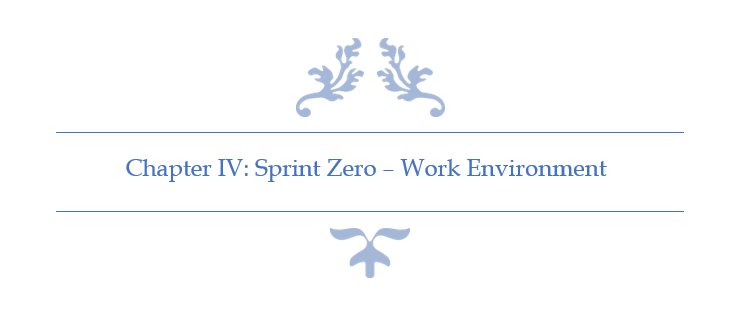 Chapter IV: Sprint Zero – Work Environment